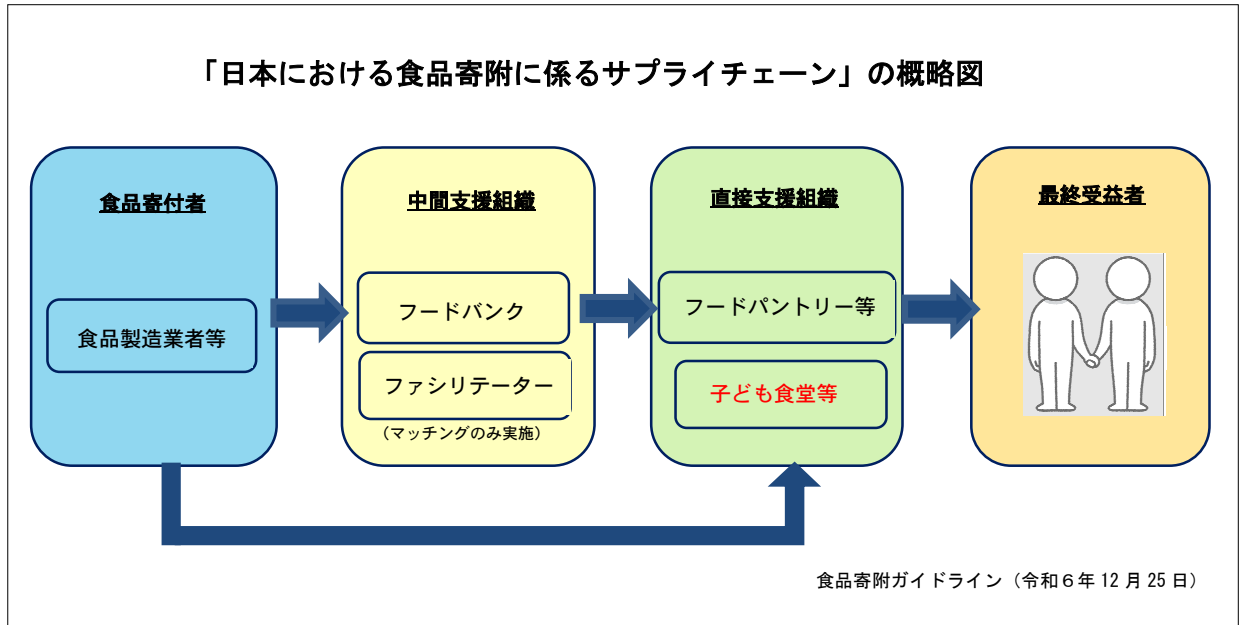 「日本における食品寄附に係るサプライチェーン」の概略図
食品寄付者
食品製造業者等
中間支援組織
フードバンク
ファシリテーター
(マッチングのみ実施)
直接支援組織
フードパントリー等
子ども食堂等
最終受益者
食品寄附ガイドライン(令和6年12月25日)